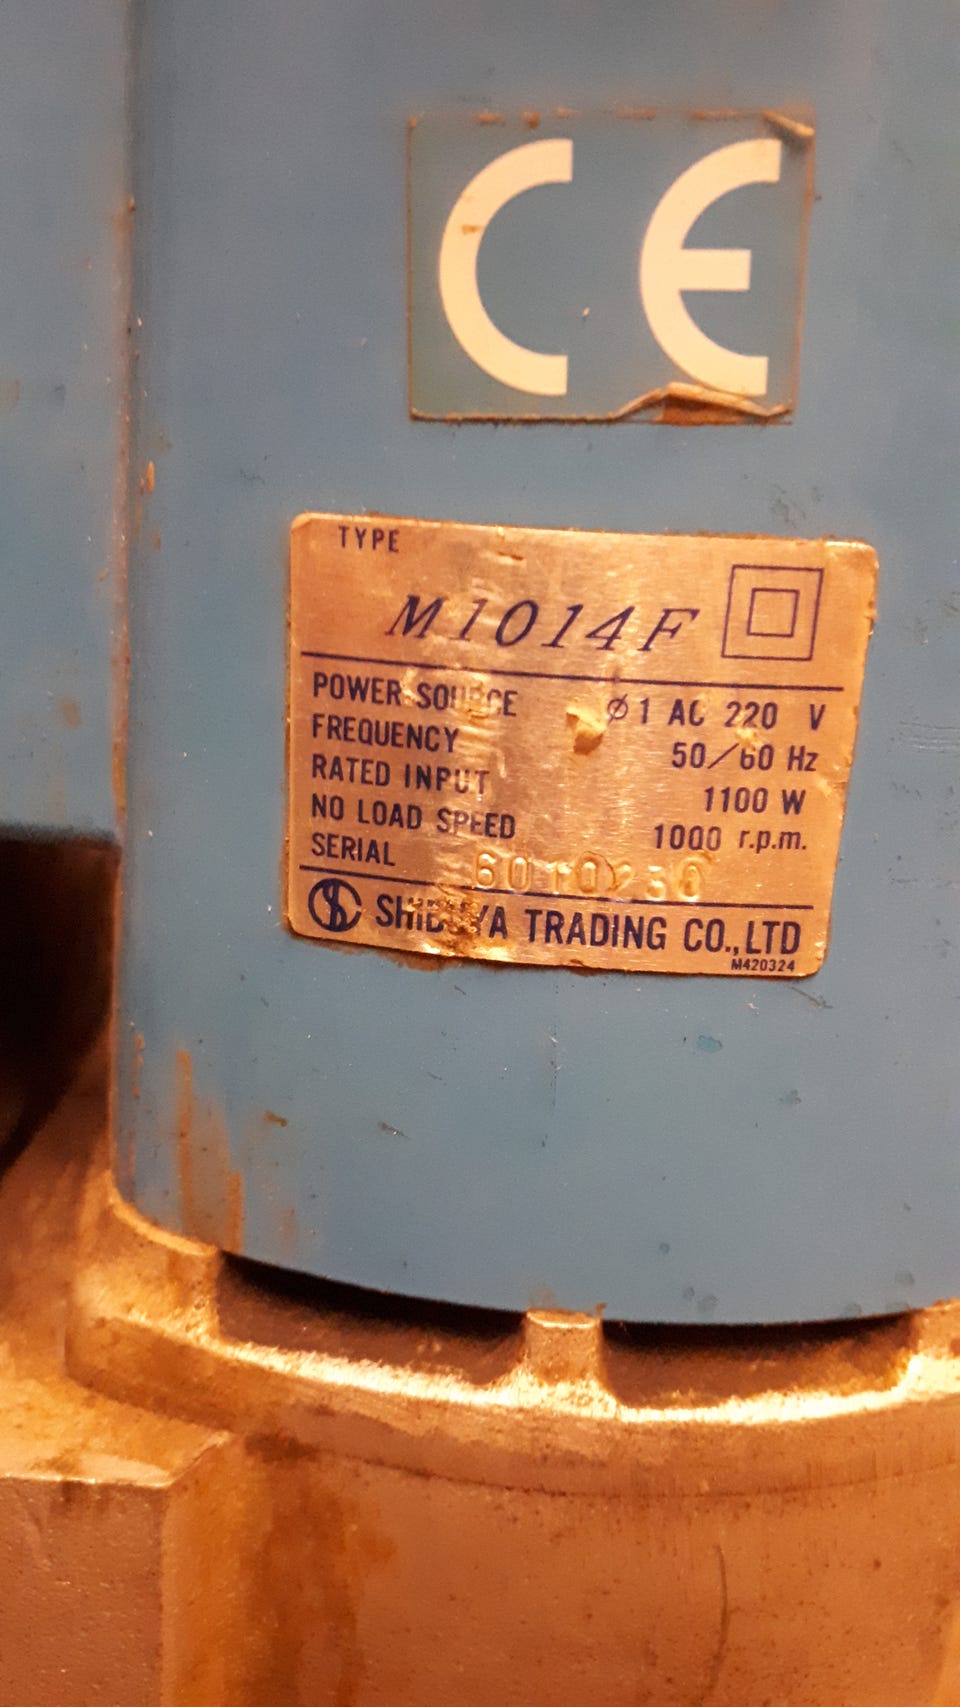 CE
TYPE
M1014F
POWER SOURCE ø1 AC 220 V
FREQUENCY 50/60 Hz
RATED INPUT 1100 W
NO LOAD SPEED 1000 r.p.m.
SERIAL
SHIBUYA TRADING CO.,LTD
M420324